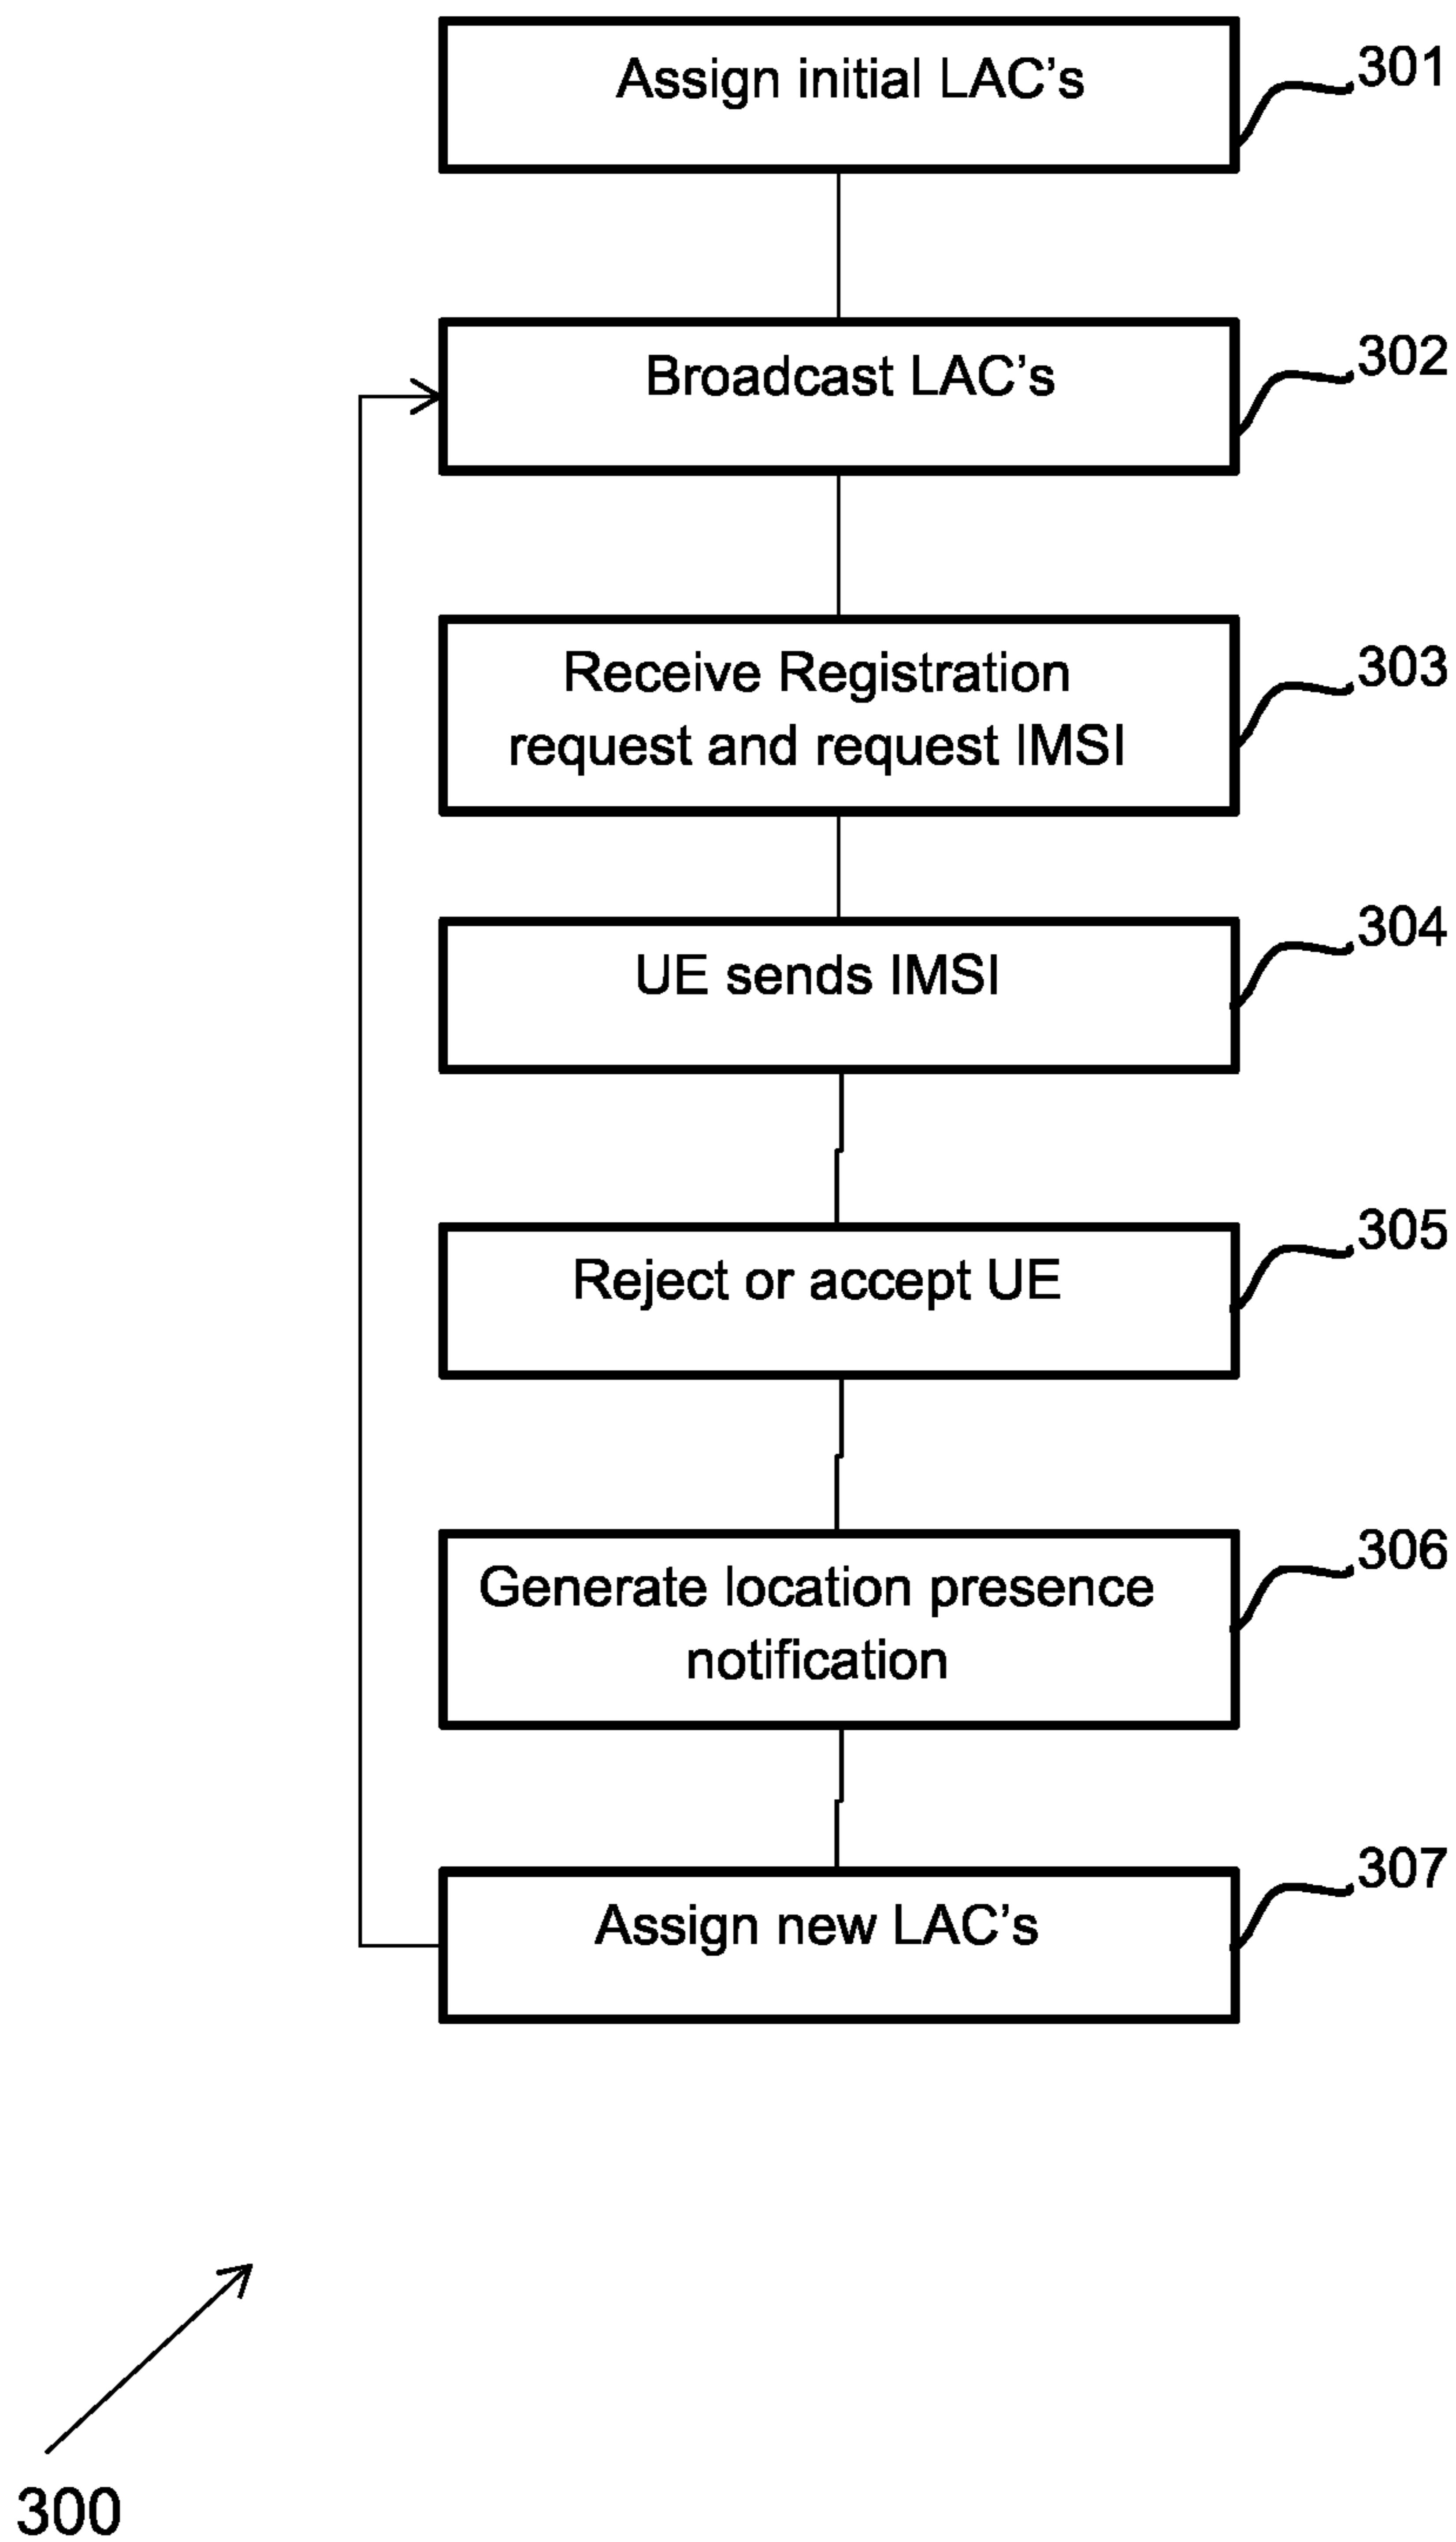 Assign initial LAC's
301
Broadcast LAC's
302
Receive Registration
request and request IMSI
303
UE sends IMSI
304
Reject or accept UE
305
Generate location presence
notification
306
Assign new LAC's
307
300